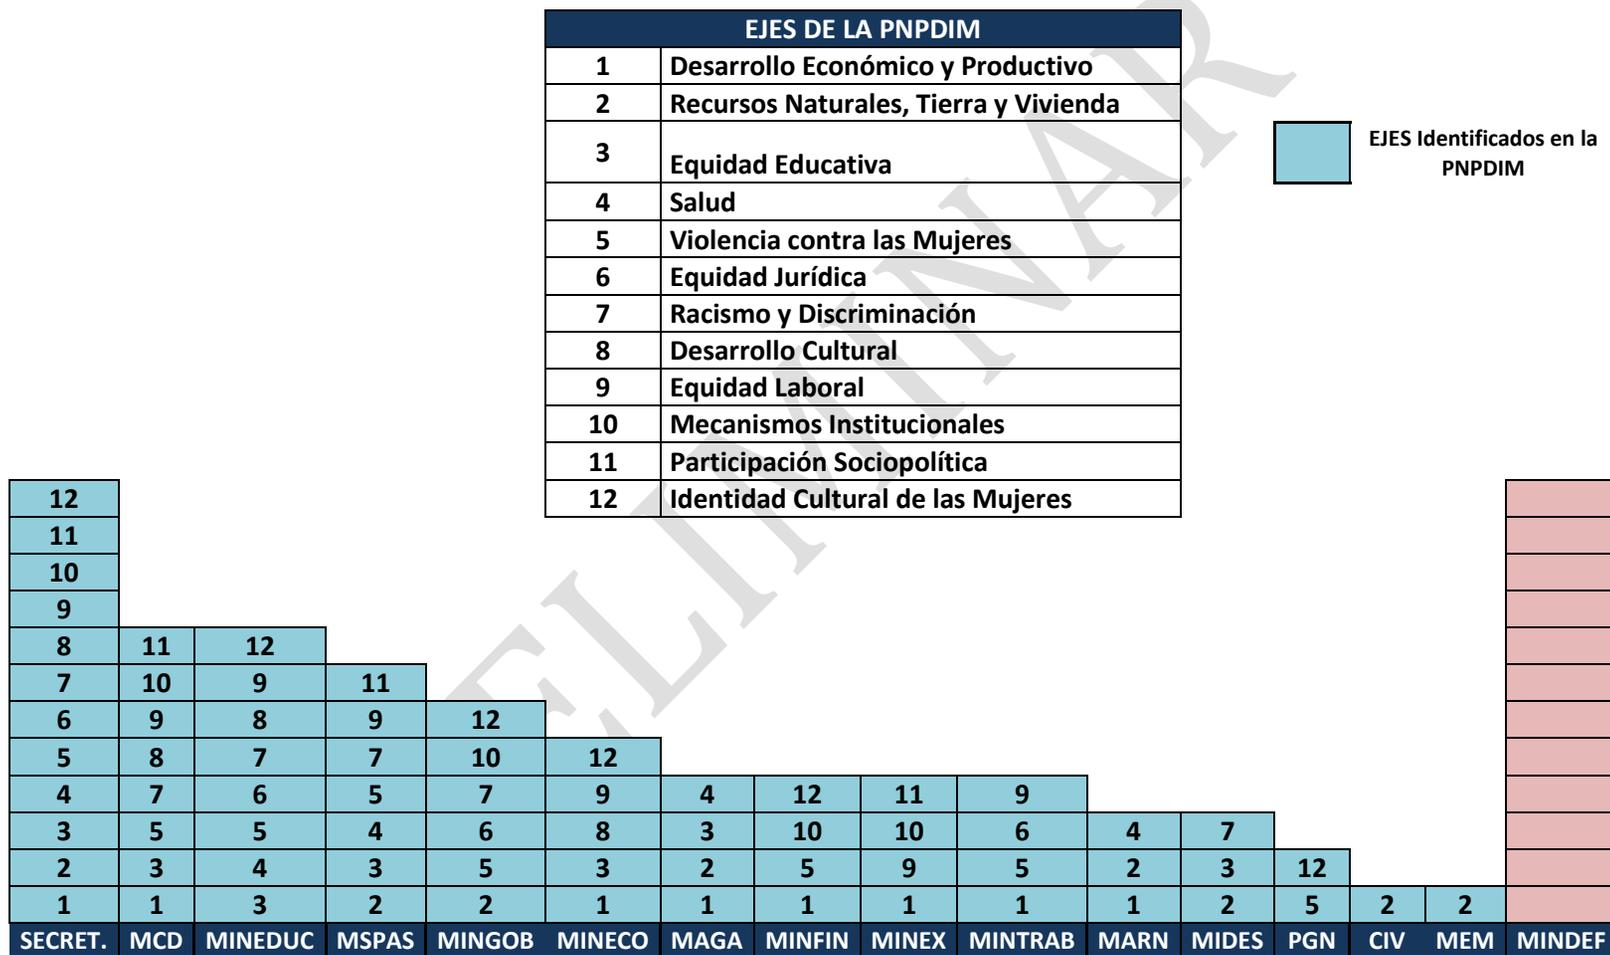 EJES DE LA PNPDIM
1 Desarrollo Económico y Productivo
2 Recursos Naturales, Tierra y Vivienda
3 Equidad Educativa
4 Salud
5 Violencia contra las Mujeres
6 Equidad Jurídica
7 Racismo y Discriminación
8 Desarrollo Cultural
9 Equidad Laboral
10 Mecanismos Institucionales
11 Participación Sociopolítica
12 Identidad Cultural de las Mujeres
EJES Identificados en la
PNPDIM
ELIMINAR
12
11
10
9
8 11 12
7 10 9 11
6 9 8 9 12
5 8 7 7 10 12
4 7 6 5 7 9 4 12 11 9
3 5 5 4 6 8 3 10 10 6 4 7
2 3 4 3 5 3 2 5 9 5 2 3 12
1 1 3 2 2 1 1 1 1 1 1 2 5 2 2
SECRET. MCD MINEDUC MSPAS MINGOB MINECO MAGA MINFIN MINEX MINTRAB MARN MIDES PGN CIV MEM MINDEF